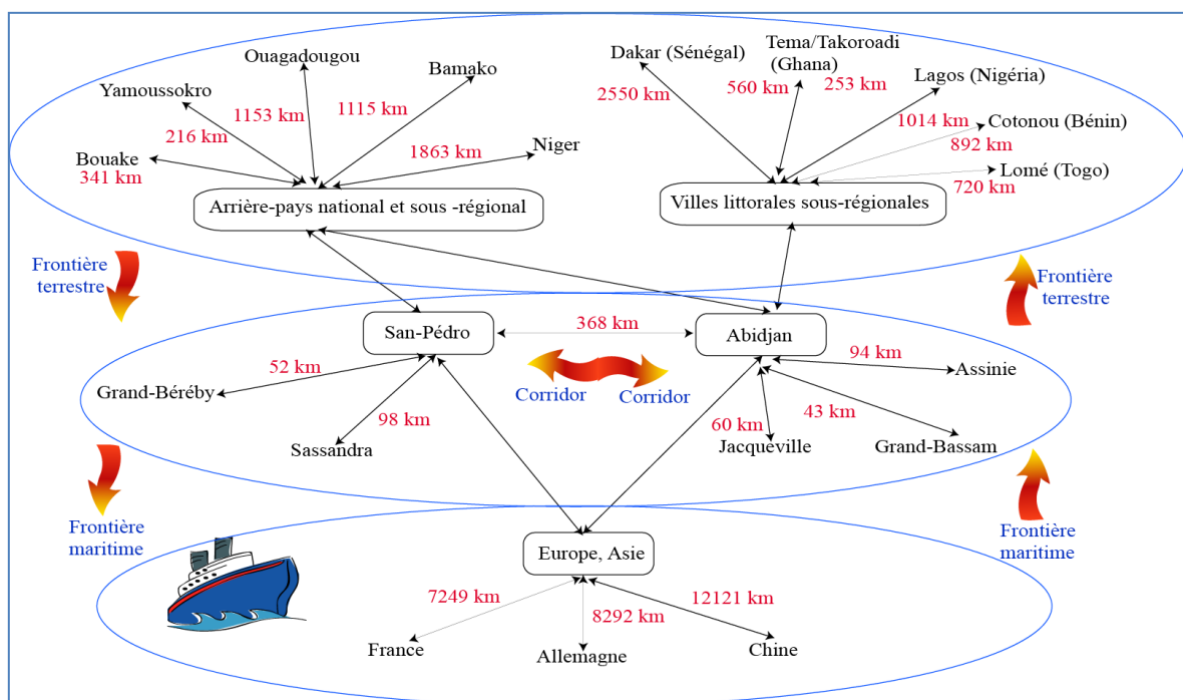 Ouagadougou
Bamako
Yamoussokro
1153 km
1115 km
216 km
Bouake
341 km
1863 km
Niger
Arrière-pays national et sous -régional
Dakar (Sénégal)
Tema/Takoroadi
(Ghana)
Lagos (Nigéria)
2550 km
560 km
253 km
1014 km
Cotonou (Bénin)
892 km
Lomé (Togo)
720 km
Villes littorales sous-régionales
Frontière
terrestre
Frontière
terrestre
San-Pédro
368 km
Abidjan
52 km
94 km
Grand-Béréby
Corridor
Corridor
Assinie
98 km
60 km
43 km
Sassandra
Jacqueville
Grand-Bassam
Frontière
maritime
Frontière
maritime
Europe, Asie
7249 km
8292 km
12121 km
France
Allemagne
Chine